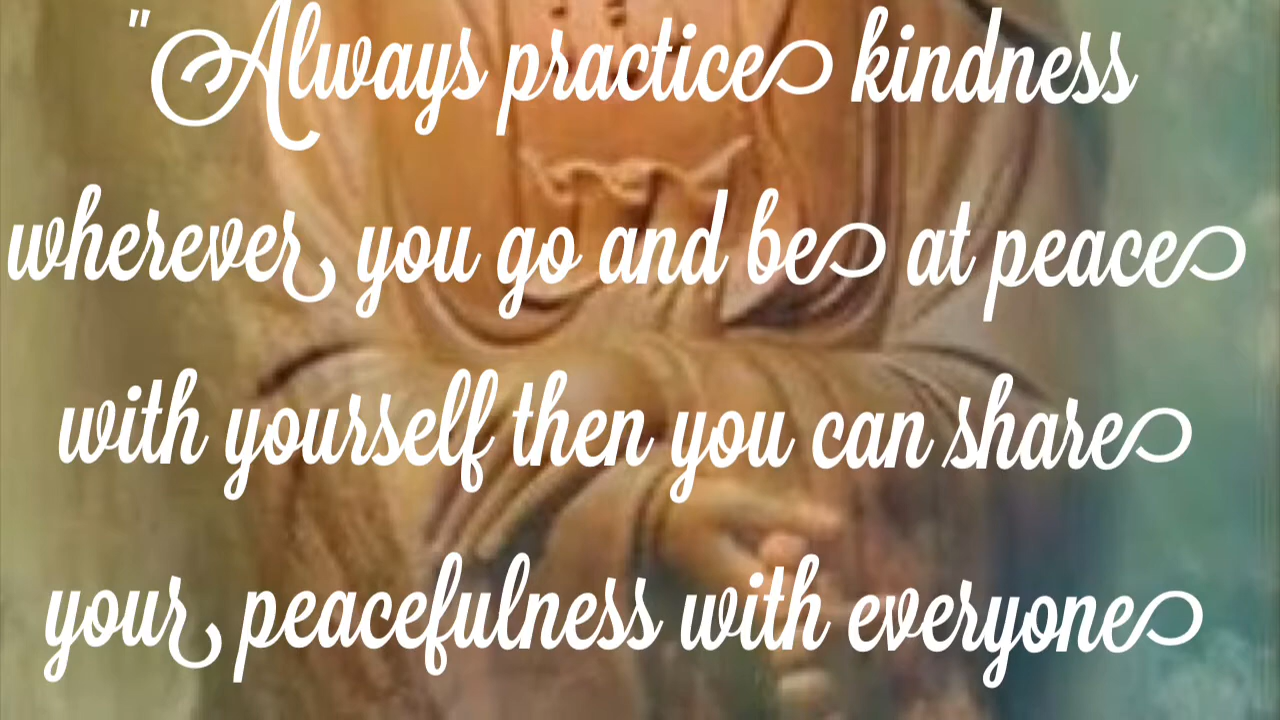 "Always practice kindness
wherever you go and be at peace
with yourself then you can share
your peacefulness with everyone